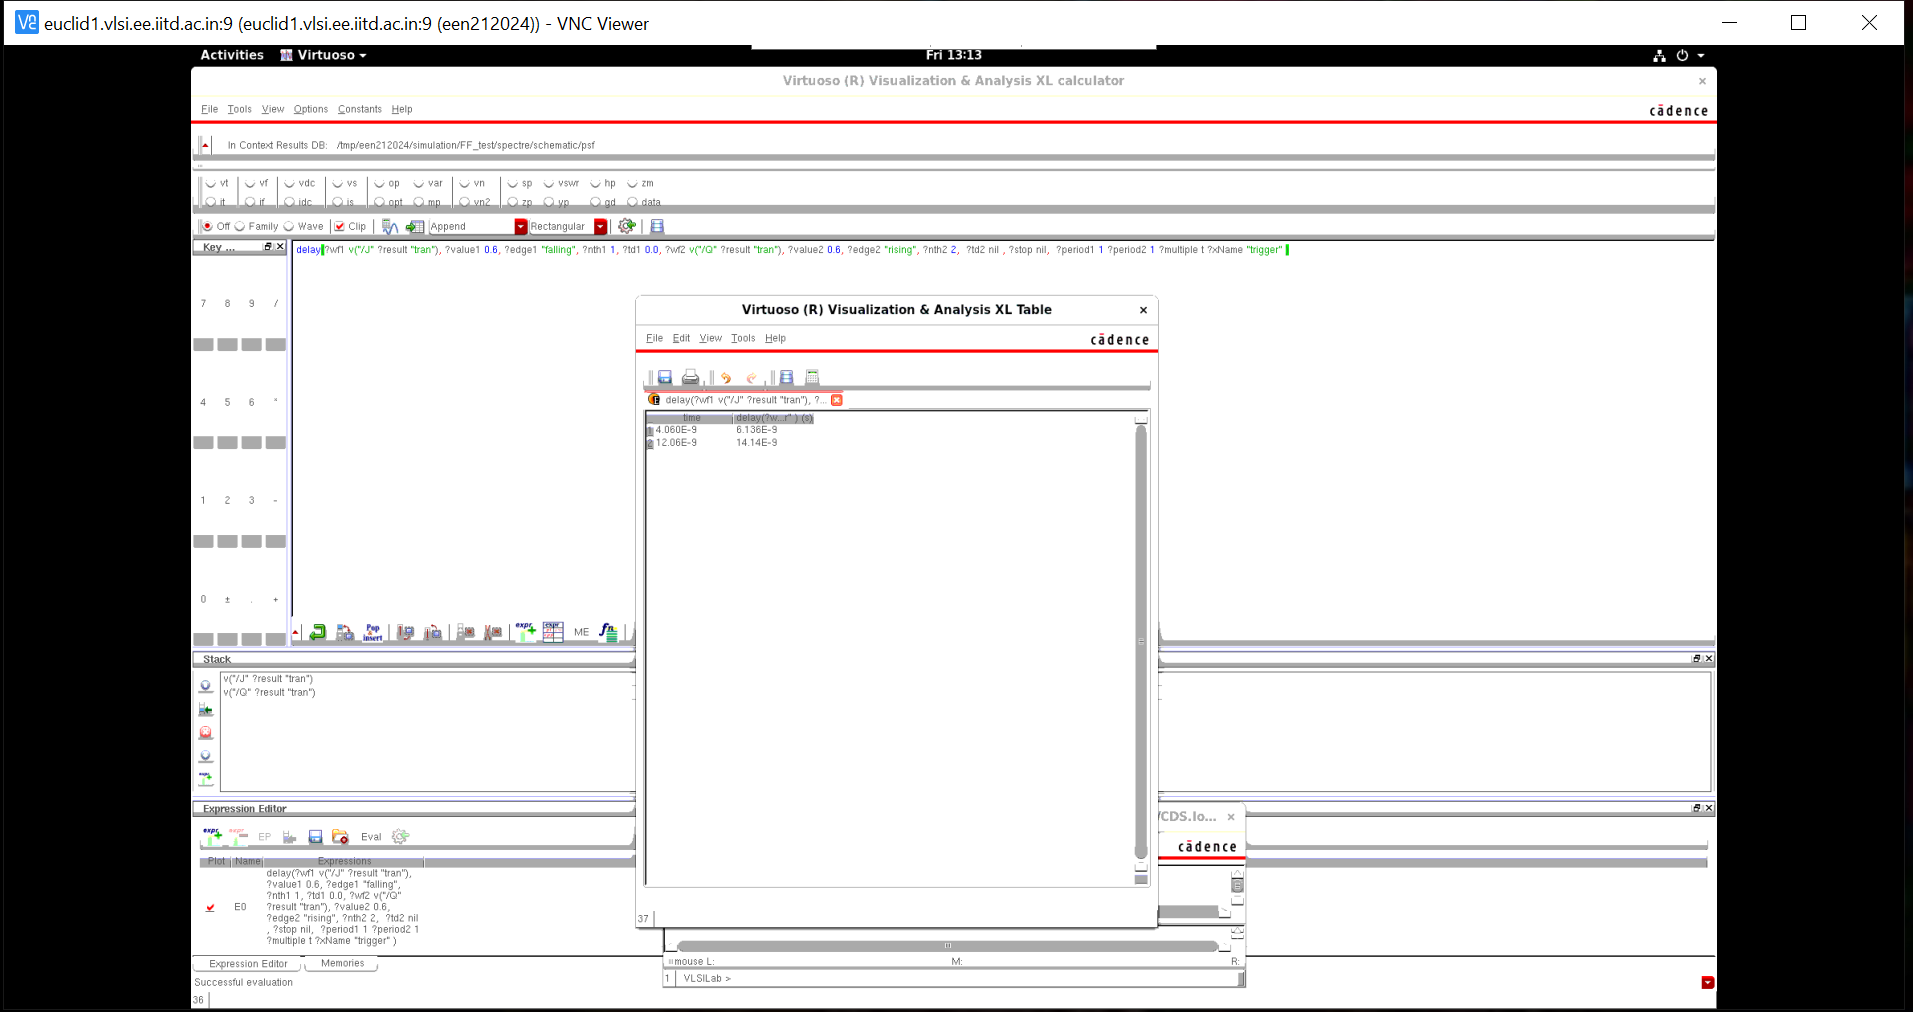 euclid1.vlsi.ee.iitd.ac.in:9 (euclid1.vlsi.ee.iitd.ac.in:9 (een212024)) - VNC Viewer
Activities Virtuoso Fri 13:13
Virtuoso (R) Visualization & Analysis XL calculator
File Tools View Options Constants Help cādence
In Context Results DB: /tmp/een212024/simulation/FF_test/spectre/schematic/psf
vt vf vdc vs op var vn sp vswr hp zm
it if idc is opt mp vn2 zp yp gd data
Off Family Wave Clip Append Rectangular
Key ...
delay(?wf1 v("/J" ?result "tran"), ?value1 0.6, ?edge1 "falling", ?nth1 1, ?td1 0.0, ?wf2 v("/Q" ?result "tran"), ?value2 0.6, ?edge2 "rising", ?nth2 2, ?td2 nil , ?stop nil, ?period1 1 ?period2 1 ?multiple t ?xName "trigger" )
7 8 9 /
4 5 6 *
1 2 3 -
0 ± . +
Pop & insert expr expr ME fn
Virtuoso (R) Visualization & Analysis XL Table
File Edit View Tools Help cādence
delay(?wf1 v("/J" ?result "tran"), ?...
time delay(?w...r" ) (s)
1 4.060E-9 6.136E-9
2 12.06E-9 14.14E-9
37
Stack
v("/J" ?result "tran")
v("/Q" ?result "tran")
expr
Expression Editor
expr expr EP Eval
Plot Name Expressions
delay(?wf1 v("/J" ?result "tran"),
?value1 0.6, ?edge1 "falling",
?nth1 1, ?td1 0.0, ?wf2 v("/Q"
E0 ?result "tran"), ?value2 0.6,
?edge2 "rising", ?nth2 2, ?td2 nil
, ?stop nil, ?period1 1 ?period2 1
?multiple t ?xName "trigger" )
Expression Editor Memories
Successful evaluation
36
/CDS.lo...
cādence
mouse L: M: R:
1 VLSILab >